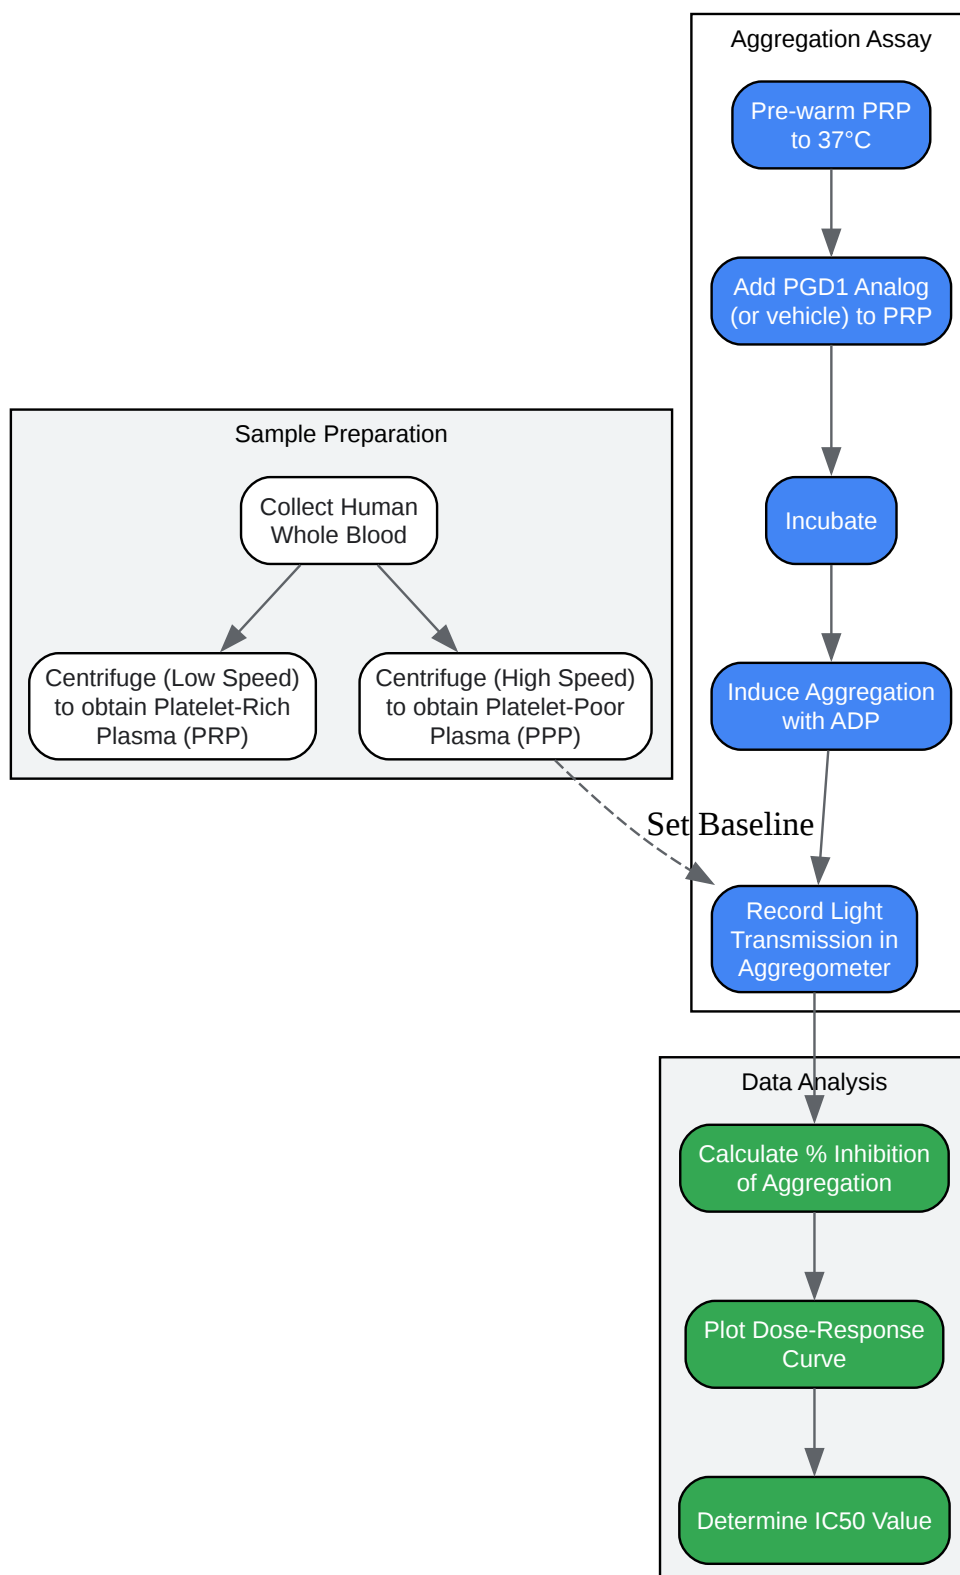 Aggregation Assay
Pre-warm PRP
to 37°C
Add PGD1 Analog
(or vehicle) to PRP
Sample Preparation
Collect Human
Whole Blood
Incubate
Centrifuge (Low Speed)
to obtain Platelet-Rich
Plasma (PRP)
Centrifuge (High Speed)
to obtain Platelet-Poor
Plasma (PPP)
Induce Aggregation
with ADP
Set Baseline
Record Light
Transmission in
Aggregometer
Data Analysis
Calculate % Inhibition
of Aggregation
Plot Dose-Response
Curve
Determine IC50 Value